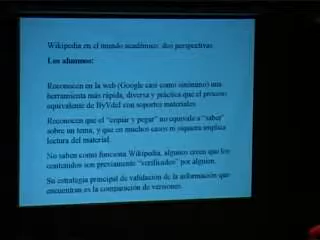 Wikipedia en el mundo académico: dos perspectivas
Los alumnos:
Reconocen en la web (Google casi como sinónimo) una
herramienta más rápida, diversa y práctica que el proceso
equivalente de ByVdeI con soportes materiales.
Reconocen que el "copiar y pegar" no equivale a "saber"
sobre un tema, y que en muchos casos ni siquiera implica
lectura del material.
No saben como funciona Wikipedia, algunos creen que los
contenidos son previamente "verificados" por alguien.
Su estrategia principal de validación de la información que
encuentran es la comparación de versiones.